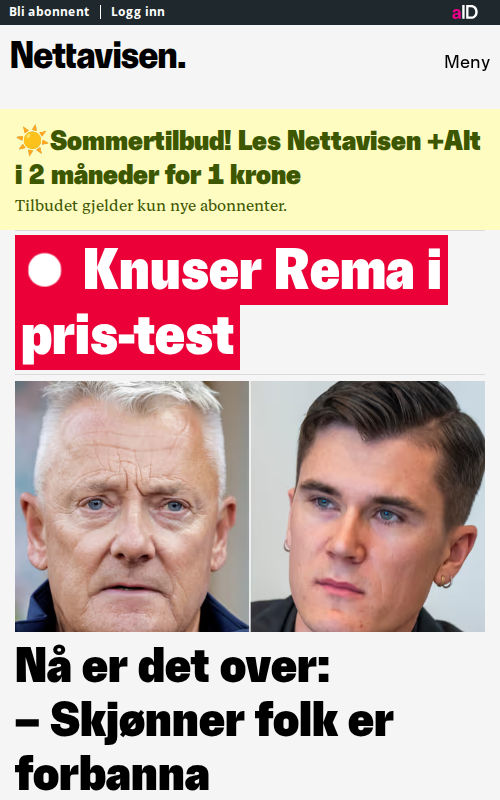 Bli abonnent | Logg inn
aID
Nettavisen.
Meny
☀️Sommertilbud! Les Nettavisen +Alt
i 2 måneder for 1 krone
Tilbudet gjelder kun nye abonnenter.
Knuser Rema i
pris-test
Nå er det over:
– Skjønner folk er
forbanna